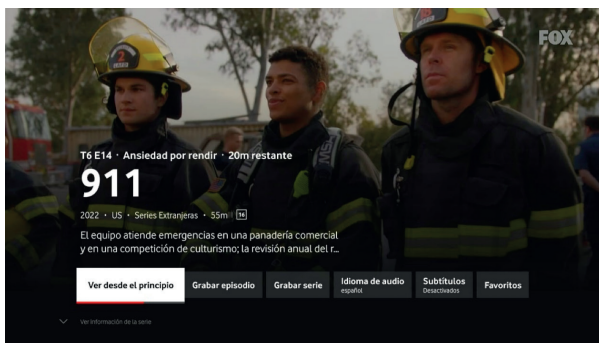 FOX
2
T6 E14 · Ansiedad por rendir · 20m restante
911
2022 · US · Series Extranjeras · 55m 16
El equipo atiende emergencias en una panadería comercial
y en una competición de culturismo; la revisión anual del r...
Ver desde el principio
Grabar episodio
Grabar serie
Idioma de audio
español
Subtítulos
Desactivados
Favoritos
Ver información de la serie